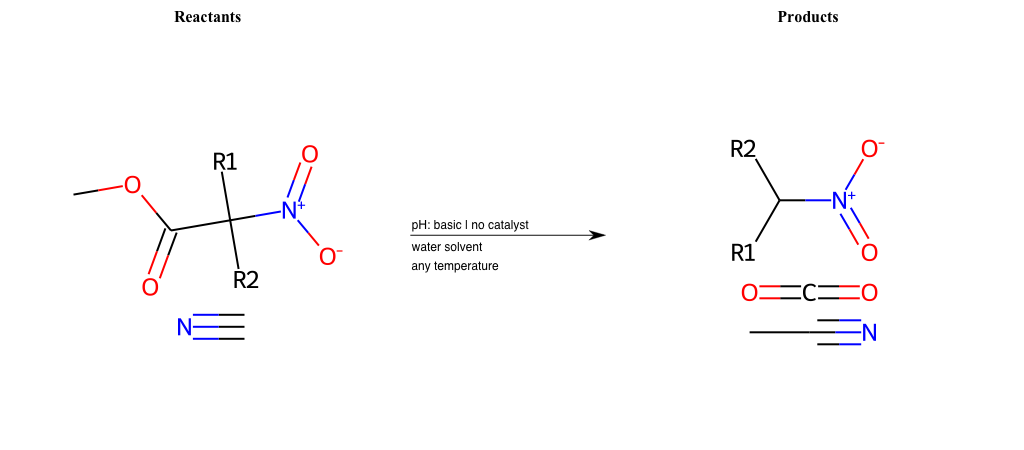 Reactants
Products
R1
O
O
N+
O-
O
R2
N
pH: basic | no catalyst
water solvent
any temperature
R2
O-
N+
R1
O
O C O
N